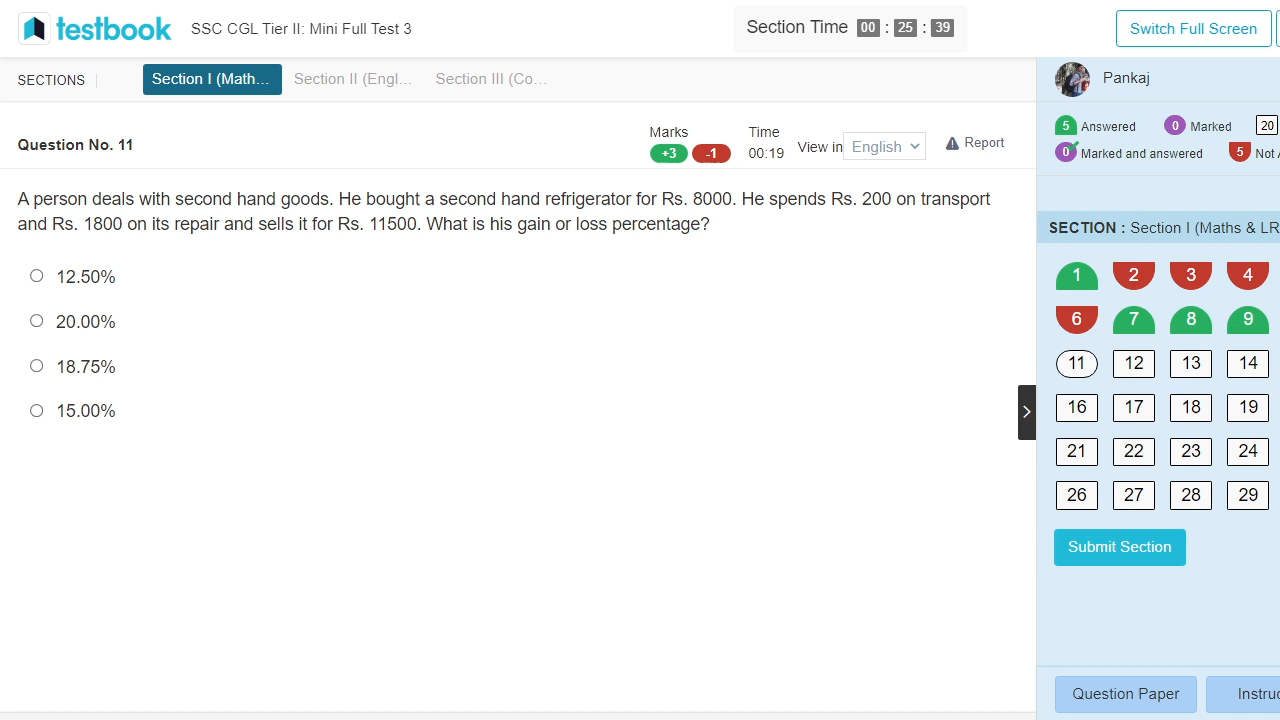 testbook SSC CGL Tier II: Mini Full Test 3 Section Time 00 : 25 : 39 Switch Full Screen
SECTIONS Section I (Math... Section II (Engl... Section III (Co...
Pankaj
Question No. 11
Marks
+3 -1
Time
00:19
View in English
Report
5 Answered 0 Marked 20
0 Marked and answered 5 Not
A person deals with second hand goods. He bought a second hand refrigerator for Rs. 8000. He spends Rs. 200 on transport
and Rs. 1800 on its repair and sells it for Rs. 11500. What is his gain or loss percentage?
12.50%
20.00%
18.75%
15.00%
SECTION : Section I (Maths & LR
1 2 3 4
6 7 8 9
11 12 13 14
16 17 18 19
21 22 23 24
26 27 28 29
Submit Section
Question Paper Instruc